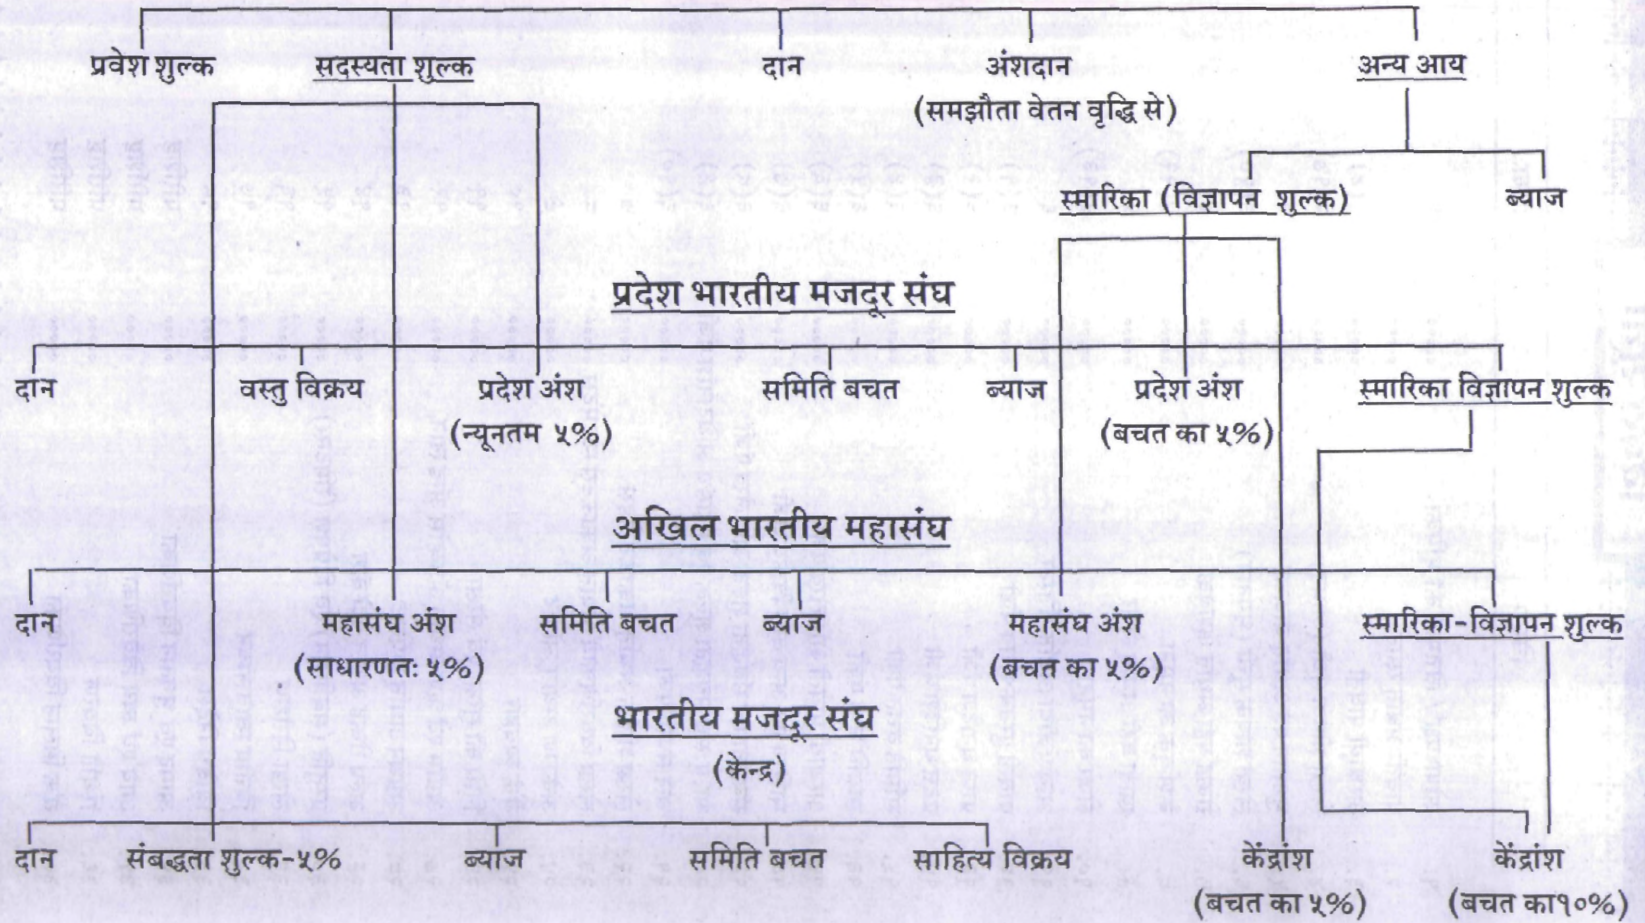 प्रवेश शुल्क सदस्यता शुल्क दान अंशदान अन्य आय
(समझौता वेतन वृद्धि से)
स्मारिका (विज्ञापन शुल्क) ब्याज
प्रदेश भारतीय मजदूर संघ
दान वस्तु विक्रय प्रदेश अंश समिति बचत ब्याज प्रदेश अंश स्मारिका विज्ञापन शुल्क
(न्यूनतम ५%) (बचत का ५%)
अखिल भारतीय महासंघ
दान महासंघ अंश समिति बचत ब्याज महासंघ अंश स्मारिका-विज्ञापन शुल्क
(साधारणतः ५%) (बचत का ५%)
भारतीय मजदूर संघ
(केन्द्र)
दान संबद्धता शुल्क-५% ब्याज समिति बचत साहित्य विक्रय केंद्रांश केंद्रांश
(बचत का ५%) (बचत का१०%)